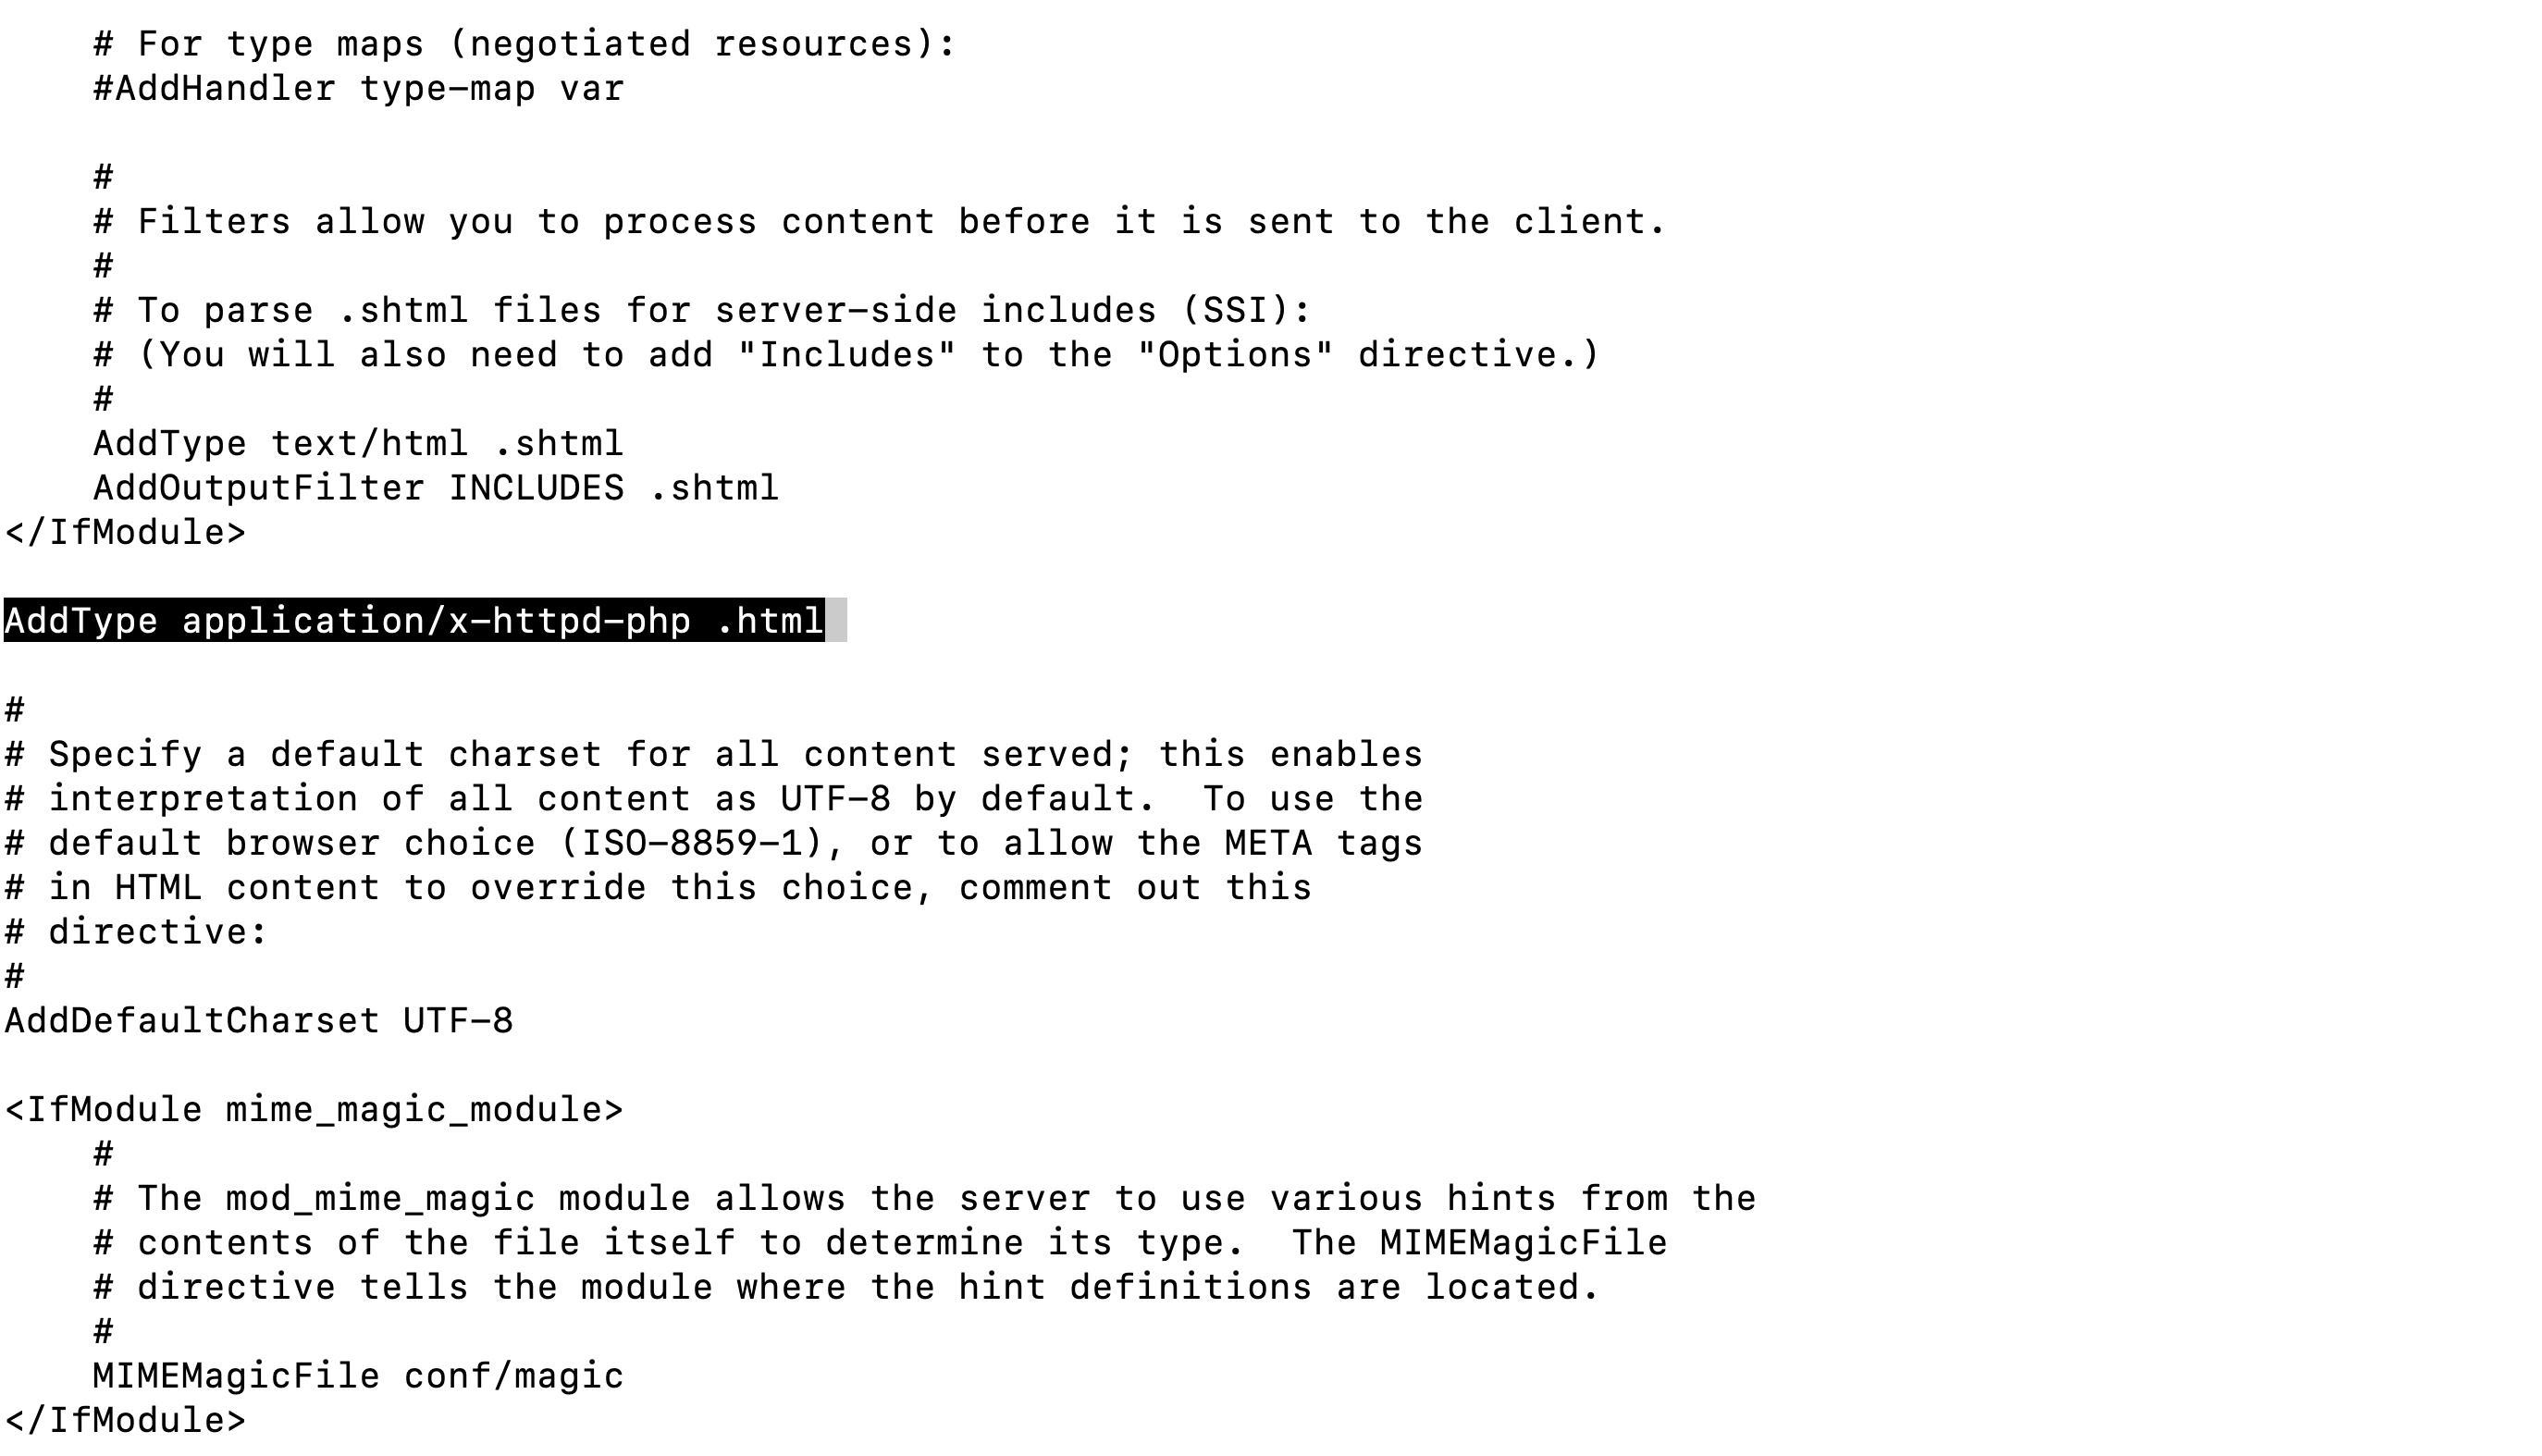 # For type maps (negotiated resources):
#AddHandler type-map var
#
# Filters allow you to process content before it is sent to the client.
#
# To parse .shtml files for server-side includes (SSI):
# (You will also need to add "Includes" to the "Options" directive.)
#
AddType text/html .shtml
AddOutputFilter INCLUDES .shtml
</IfModule>
AddType application/x-httpd-php .html
#
# Specify a default charset for all content served; this enables
# interpretation of all content as UTF-8 by default.  To use the
# default browser choice (ISO-8859-1), or to allow the META tags
# in HTML content to override this choice, comment out this
# directive:
#
AddDefaultCharset UTF-8
<IfModule mime_magic_module>
#
# The mod_mime_magic module allows the server to use various hints from the
# contents of the file itself to determine its type.  The MIMEMagicFile
# directive tells the module where the hint definitions are located.
#
MIMEMagicFile conf/magic
</IfModule>